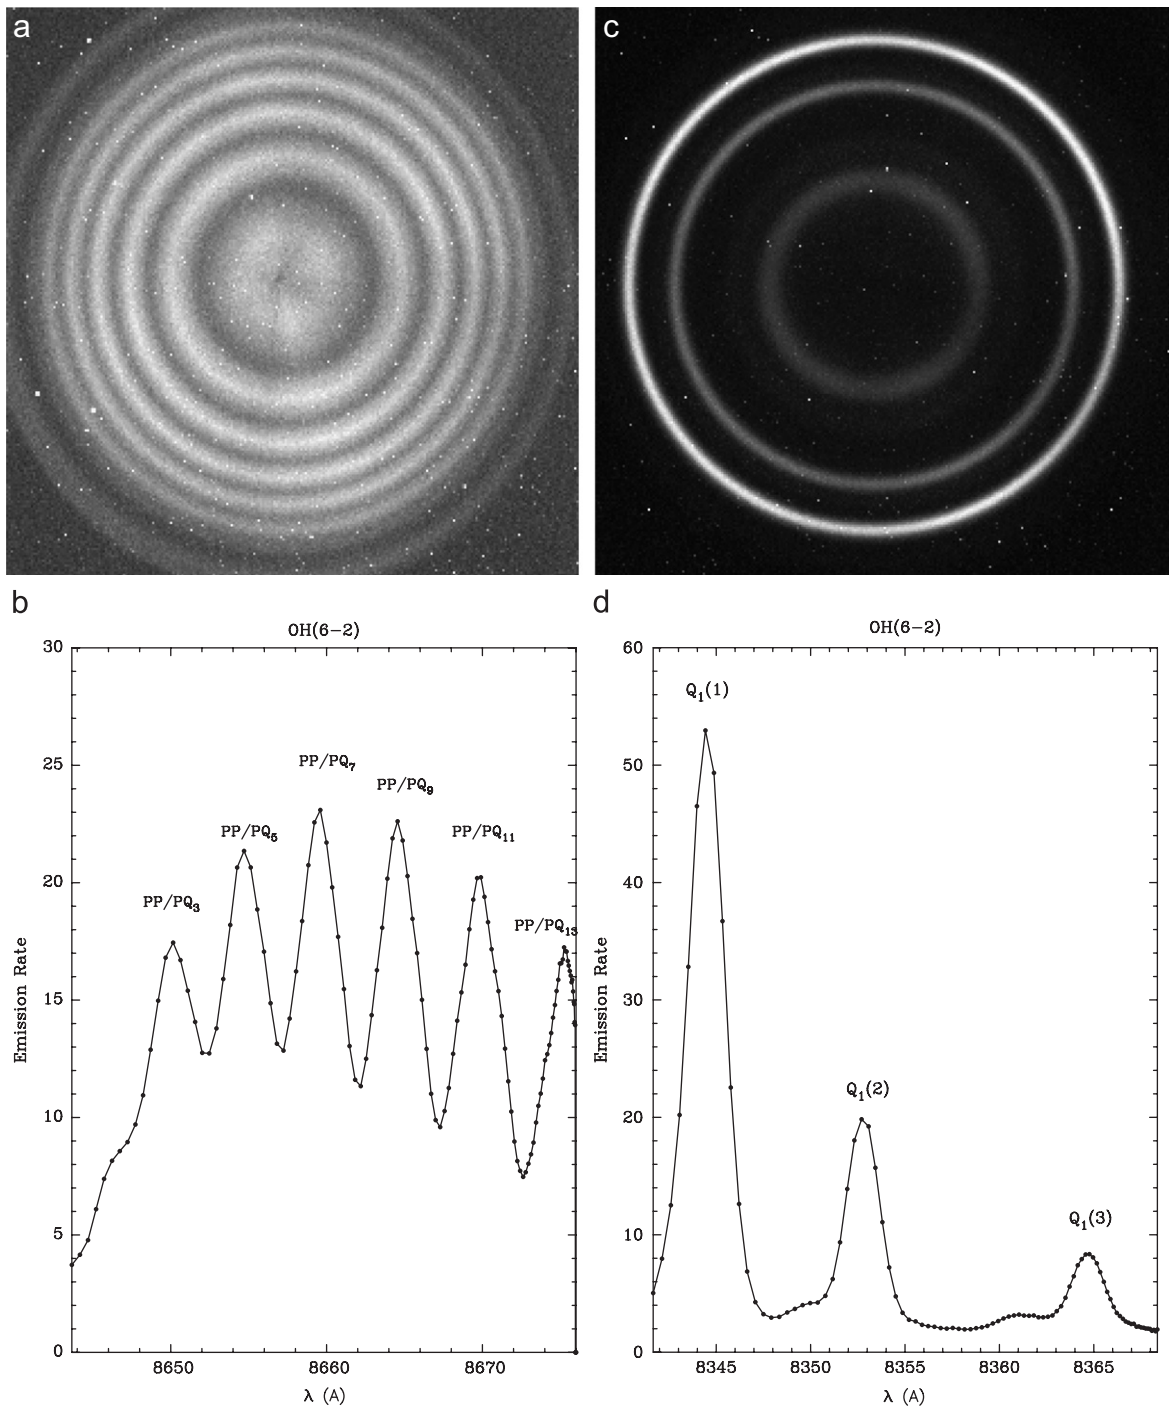 a
c
b
d
OH(6-2)
30
25
20
15
10
5
0
Emission Rate
PP/PQ3
PP/PQ5
PP/PQ7
PP/PQ9
PP/PQ11
PP/PQ13
8650
8660
8670
λ (A)
OH(6-2)
60
50
40
30
20
10
0
Emission Rate
Q1(1)
Q1(2)
Q1(3)
8345
8350
8355
8360
8365
λ (A)